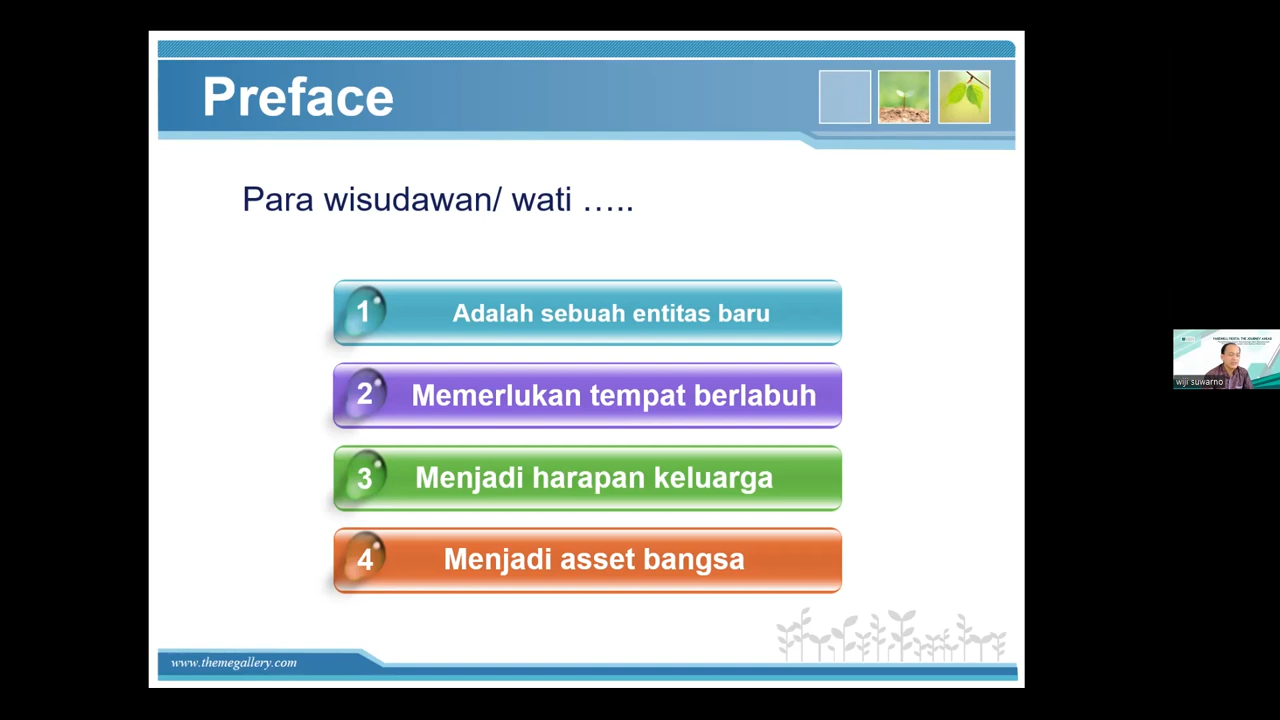 Preface
Para wisudawan/ wati …..
1 Adalah sebuah entitas baru
2 Memerlukan tempat berlabuh
3 Menjadi harapan keluarga
4 Menjadi asset bangsa
www.themegallery.com
wiji suwarno